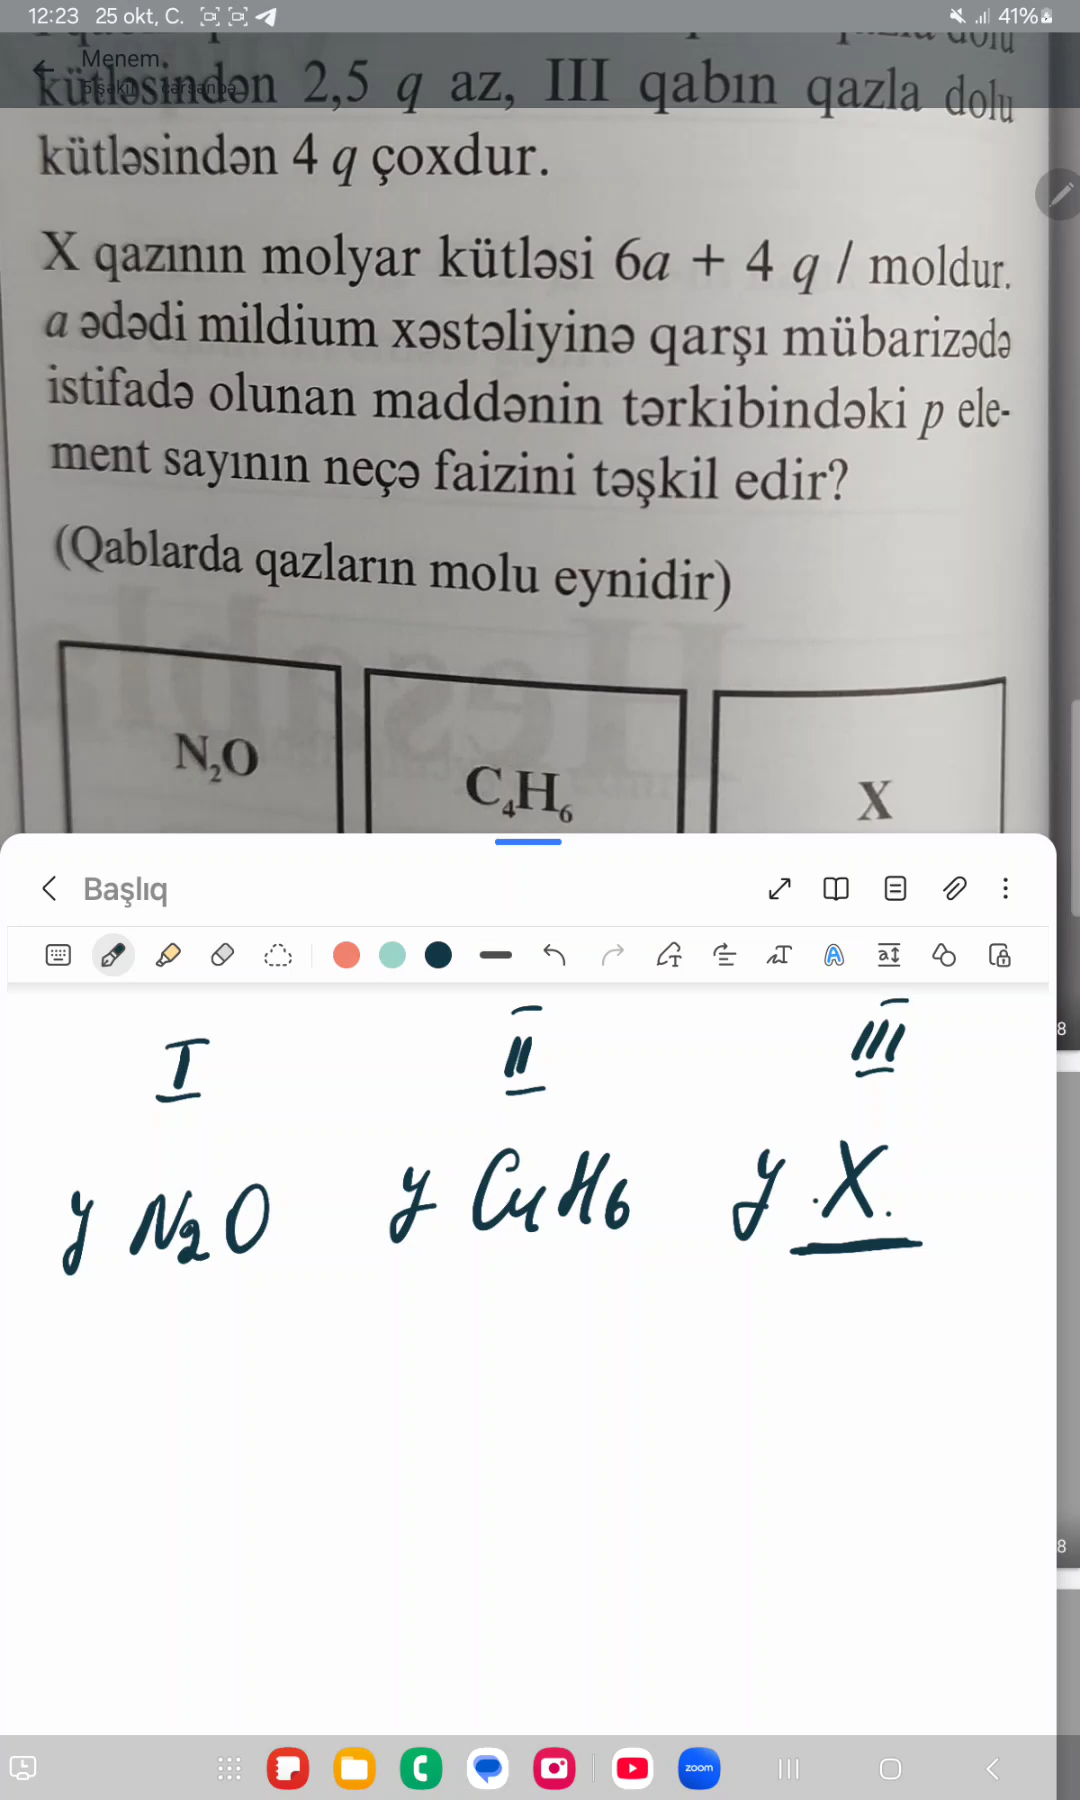 12:23 25 okt, C. 41%
Menem.
kütləsindən 2,5 q az, III qabın qazla dolu
kütləsindən 4 q çoxdur.
X qazının molyar kütləsi 6a + 4 q / moldur.
a ədədi mildium xəstəliyinə qarşı mübarizədə
istifadə olunan maddənin tərkibindəki p ele-
ment sayının neçə faizini təşkil edir?
(Qablarda qazların molu eynidir)
N₂O C₄H₆ X
Başlıq
I II III
y N₂O y C₄H₆ y X
8
8
zoom